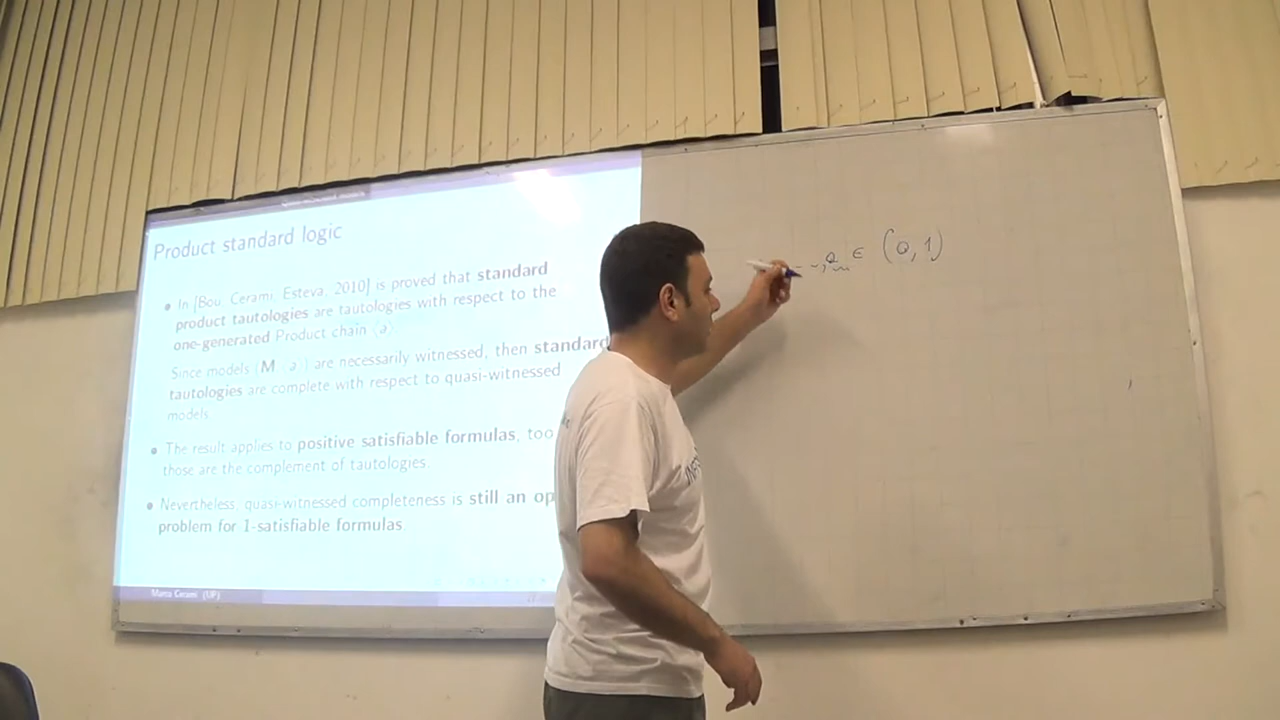 Product standard logic
In [Bou, Cerami, Esteva, 2010] is proved that standard
product tautologies are tautologies with respect to the
one-generated Product chain ⟨a⟩
Since models (M, ⟨a⟩) are necessarily witnessed, then standard
tautologies are complete with respect to quasi-witnessed
models
The result applies to positive satisfiable formulas, too
those are the complement of tautologies.
Nevertheless, quasi-witnessed completeness is still an op
problem for 1-satisfiable formulas
Marco Cerami (UP)
∈ (0, 1)